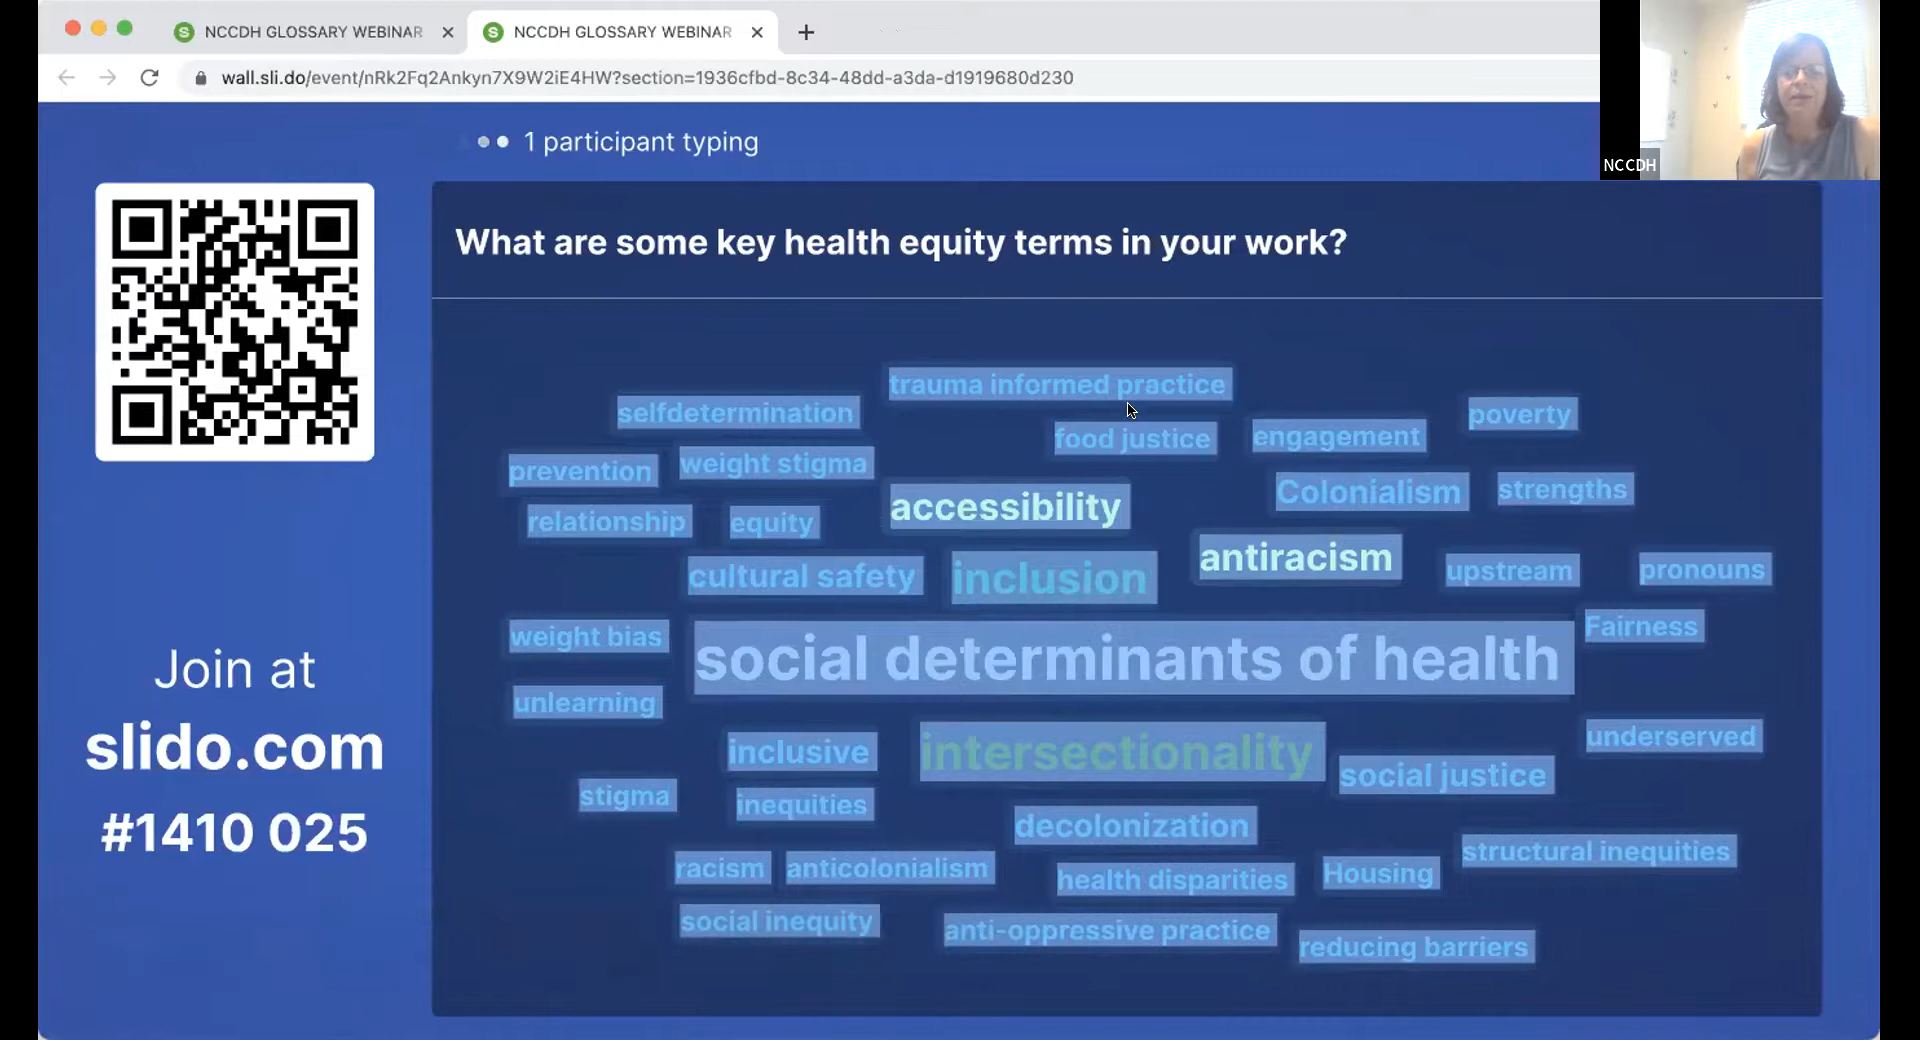 NCCDH GLOSSARY WEBINAR
NCCDH GLOSSARY WEBINAR
wall.sli.do/event/nRk2Fq2Ankyn7X9W2iE4HW?section=1936cfbd-8c34-48dd-a3da-d1919680d230
NCCDH
1 participant typing
What are some key health equity terms in your work?
trauma informed practice
selfdetermination
poverty
food justice
engagement
prevention
weight stigma
accessibility
Colonialism
strengths
relationship
equity
antiracism
cultural safety
inclusion
upstream
pronouns
weight bias
social determinants of health
Fairness
unlearning
inclusive
intersectionality
underserved
social justice
stigma
inequities
decolonization
structural inequities
racism
anticolonialism
health disparities
Housing
social inequity
anti-oppressive practice
reducing barriers
Join at
slido.com
#1410 025